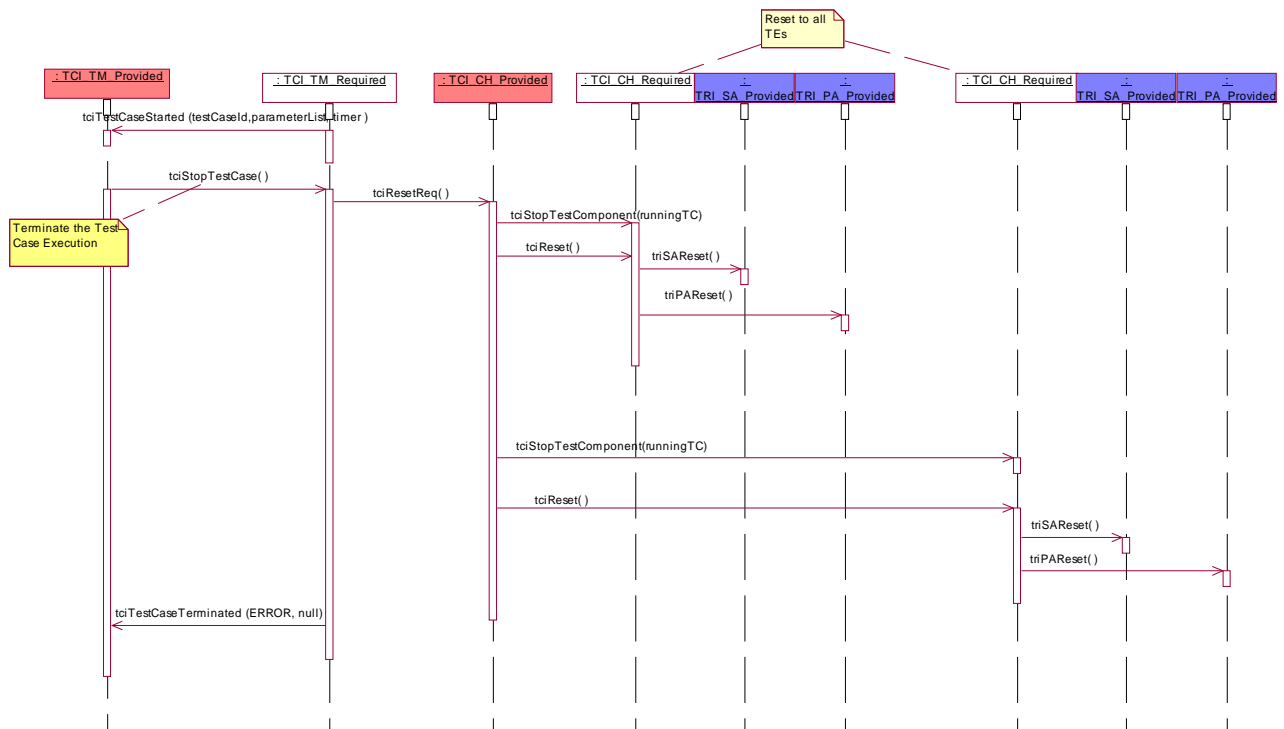 Reset to all
TEs
: TCI_TM_Provided
: TCI_TM_Required
: TCI_CH_Provided
: TCI_CH_Required
:
TRI_SA_Provided
:
TRI_PA_Provided
: TCI_CH_Required
:
TRI_SA_Provided
:
TRI_PA_Provided
tciTestCaseStarted (testCaseId,parameterList, timer )
tciStopTestCase( )
tciResetReq( )
tciStopTestComponent(runningTC)
Terminate the Test
Case Execution
tciReset( )
triSAReset( )
triPAReset( )
tciStopTestComponent(runningTC)
tciReset( )
triSAReset( )
triPAReset( )
tciTestCaseTerminated (ERROR, null)